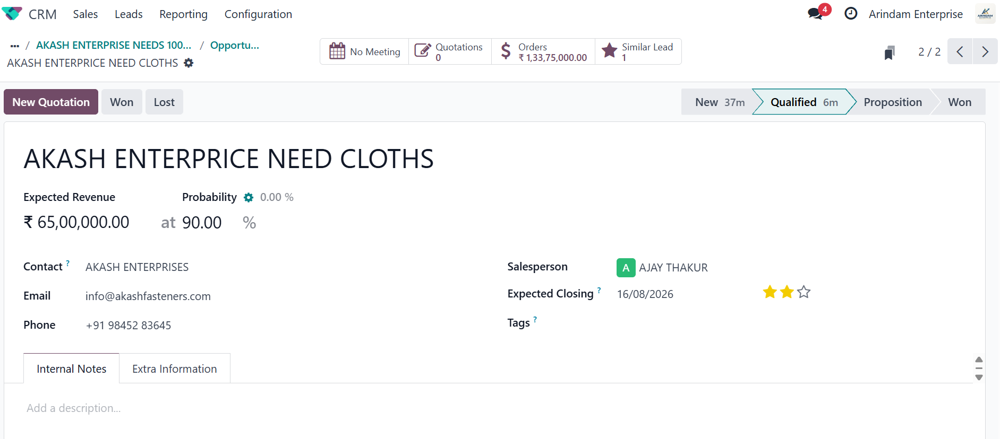 CRM Sales Leads Reporting Configuration 4 Arindam Enterprise
... / AKASH ENTERPRISE NEEDS 100... / Opportu...
AKASH ENTERPRICE NEED CLOTHS
No Meeting
Quotations
0
Orders
₹ 1,33,75,000.00
Similar Lead
1
2 / 2
New Quotation Won Lost
New 37m Qualified 6m Proposition Won
AKASH ENTERPRICE NEED CLOTHS
Expected Revenue Probability 0.00 %
₹ 65,00,000.00 at 90.00 %
Contact ? AKASH ENTERPRISES
Email info@akashfasteners.com
Phone +91 98452 83645
Salesperson A AJAY THAKUR
Expected Closing ? 16/08/2026
Tags ?
Internal Notes Extra Information
Add a description...